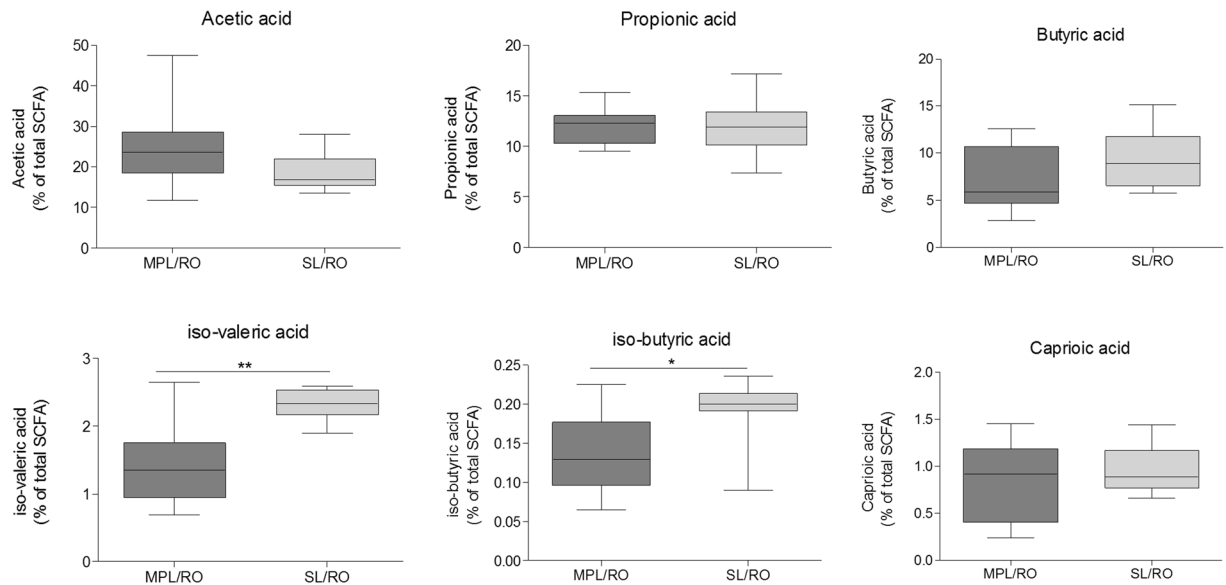 Acetic acid
Acetic acid
(% of total SCFA)
50
40
30
20
10
0
MPL/RO
SL/RO
Propionic acid
Propionic acid
(% of total SCFA)
20
15
10
5
0
MPL/RO
SL/RO
Butyric acid
Butyric acid
(% of total SCFA)
20
15
10
5
0
MPL/RO
SL/RO
iso-valeric acid
iso-valeric acid
(% of total SCFA)
3
2
1
0
**
MPL/RO
SL/RO
iso-butyric acid
iso-butyric acid
(% of total SCFA)
0.25
0.20
0.15
0.10
0.05
0.00
*
MPL/RO
SL/RO
Caprioic acid
Caprioic acid
(% of total SCFA)
2.0
1.5
1.0
0.5
0.0
MPL/RO
SL/RO